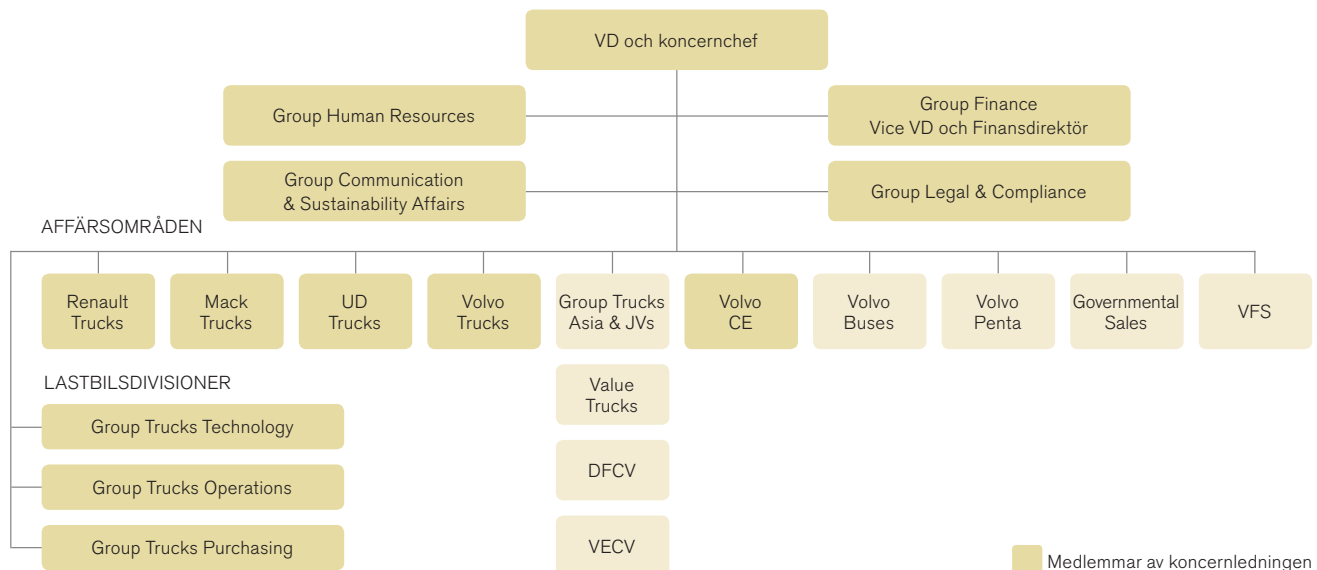 VD och koncernchef
Group Human Resources
Group Finance
Vice VD och Finansdirektör
Group Communication
& Sustainability Affairs
Group Legal & Compliance
AFFÄRSOMRÅDEN
Renault
Trucks
Mack
Trucks
UD
Trucks
Volvo
Trucks
Group Trucks
Asia & JVs
Volvo
CE
Volvo
Buses
Volvo
Penta
Governmental
Sales
VFS
Value
Trucks
DFCV
VECV
LASTBILSDIVISIONER
Group Trucks Technology
Group Trucks Operations
Group Trucks Purchasing
Medlemmar av koncernledningen